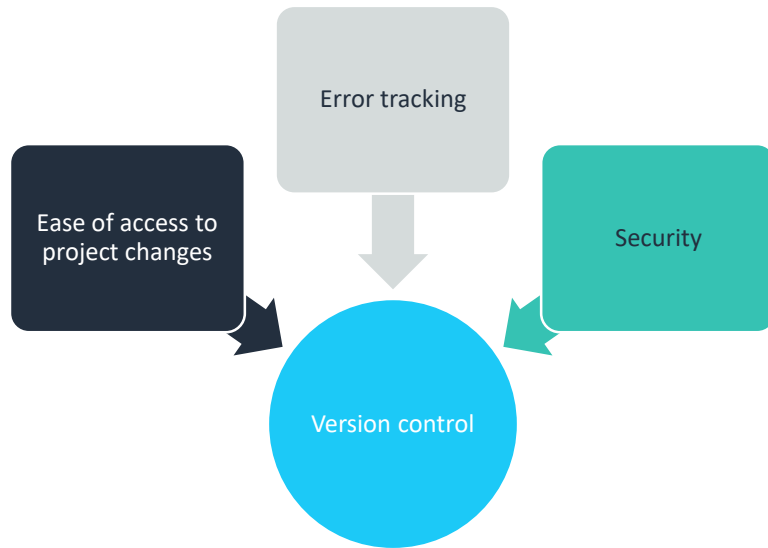 Error tracking
Ease of access to
project changes
Security
Version control